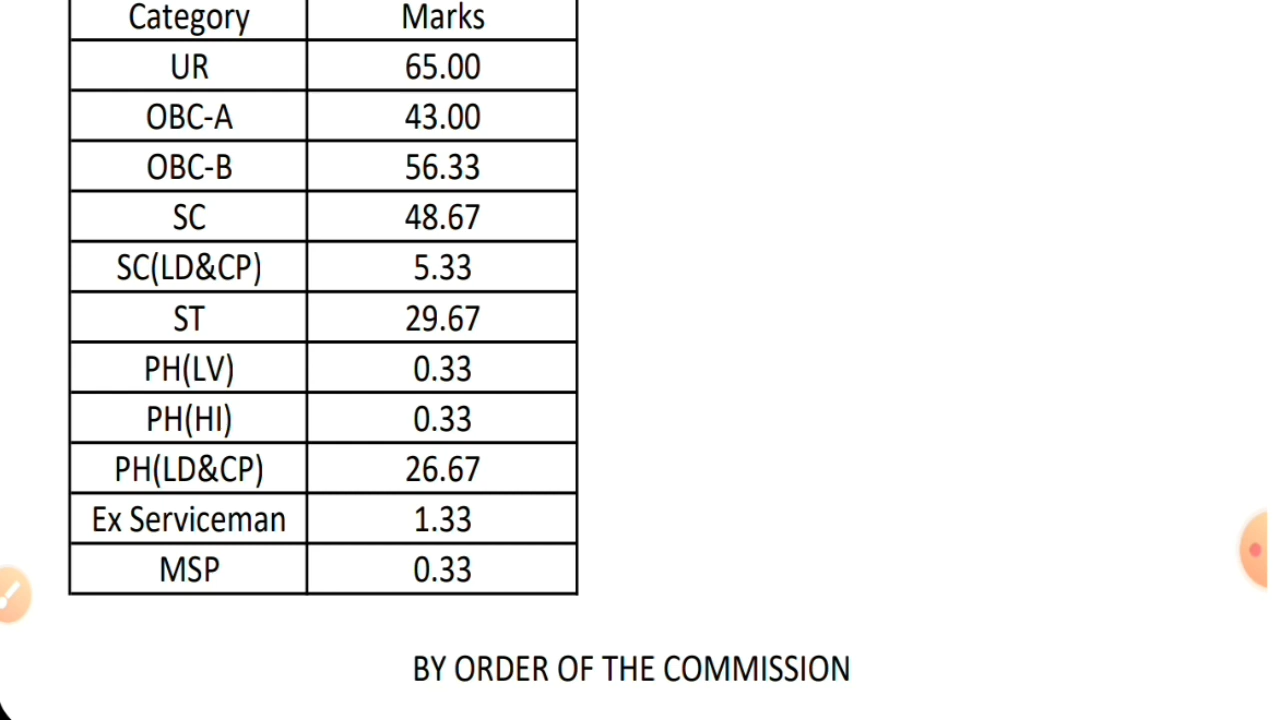 Category Marks
UR 65.00
OBC-A 43.00
OBC-B 56.33
SC 48.67
SC(LD&CP) 5.33
ST 29.67
PH(LV) 0.33
PH(HI) 0.33
PH(LD&CP) 26.67
Ex Serviceman 1.33
MSP 0.33
BY ORDER OF THE COMMISSION